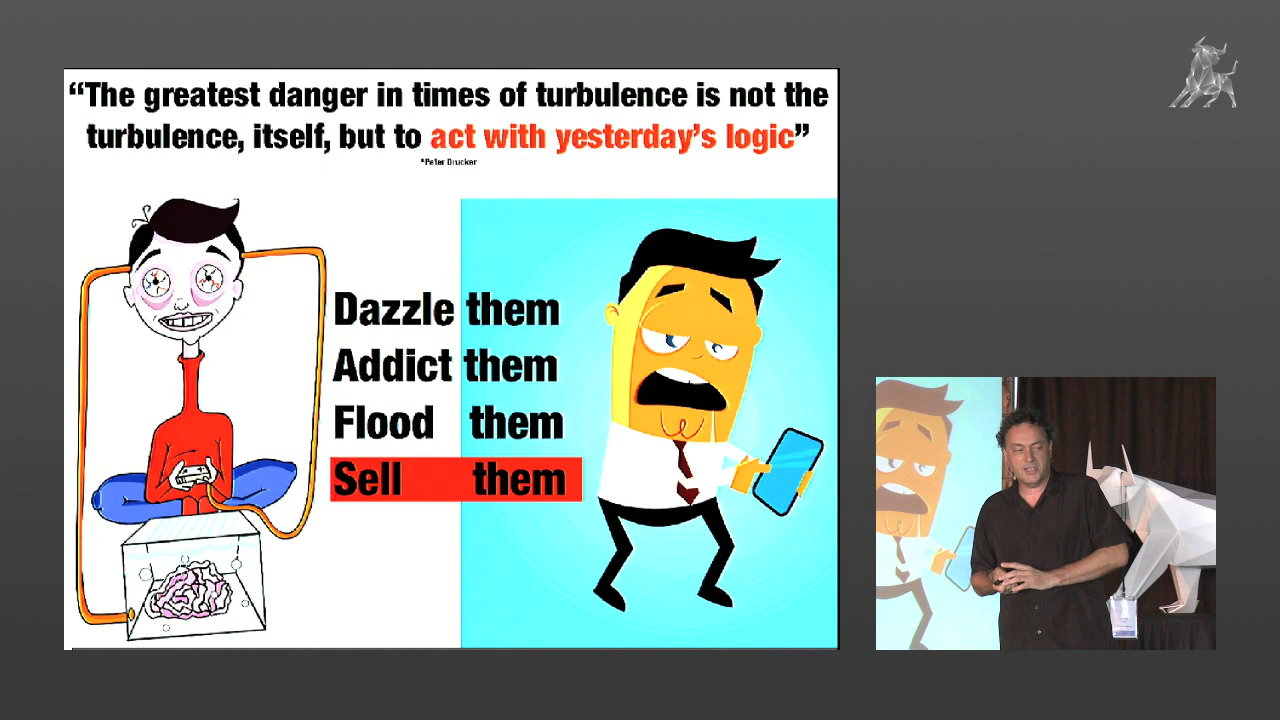 “The greatest danger in times of turbulence is not the
turbulence, itself, but to act with yesterday’s logic”
*Peter Drucker
Dazzle them
Addict them
Flood them
Sell them